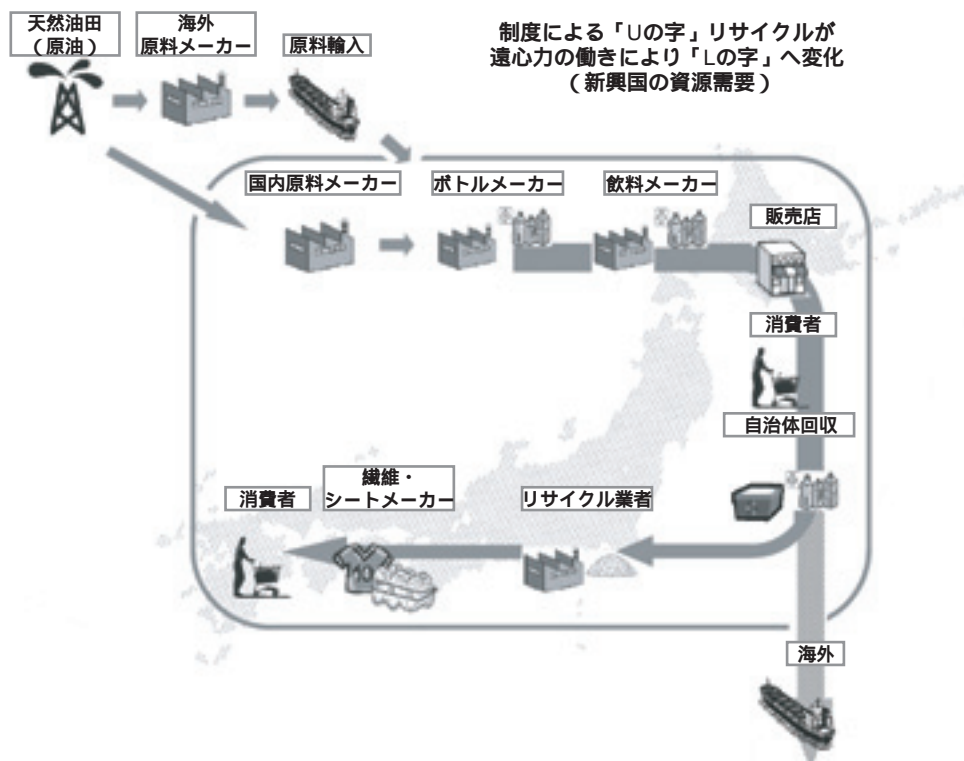 天然油田
(原油)
海外
原料メーカー
原料輸入
制度による「Uの字」リサイクルが
遠心力の働きにより「Lの字」へ変化
(新興国の資源需要)
国内原料メーカー
ボトルメーカー
飲料メーカー
販売店
消費者
自治体回収
消費者
繊維・
シートメーカー
リサイクル業者
海外